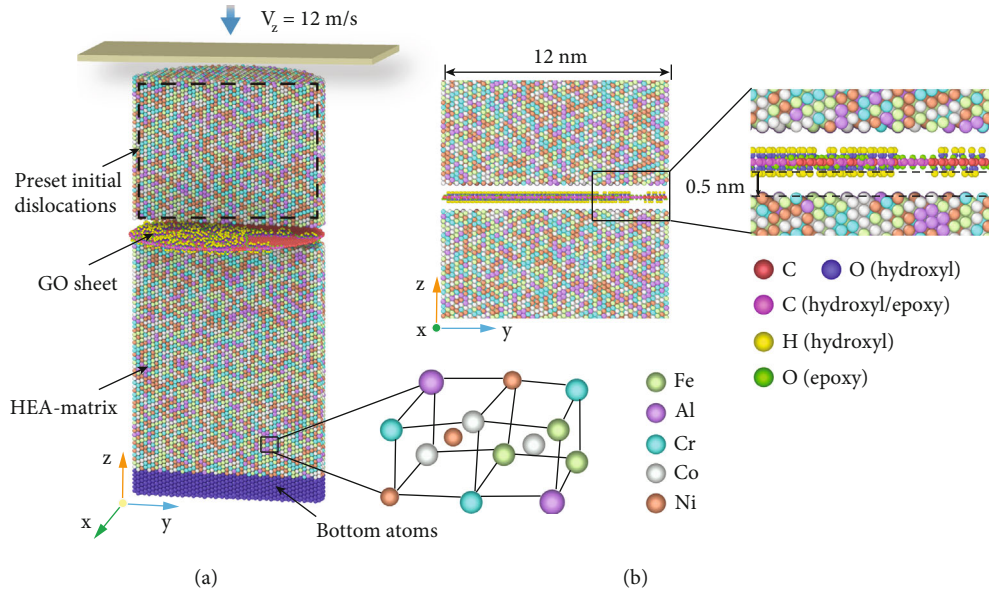 V_z = 12 m/s
Preset initial
dislocations
GO sheet
HEA-matrix
z
x
y
Bottom atoms
(a)
12 nm
z
x
y
0.5 nm
C
O (hydroxyl)
C (hydroxyl/epoxy)
H (hydroxyl)
O (epoxy)
Fe
Al
Cr
Co
Ni
(b)